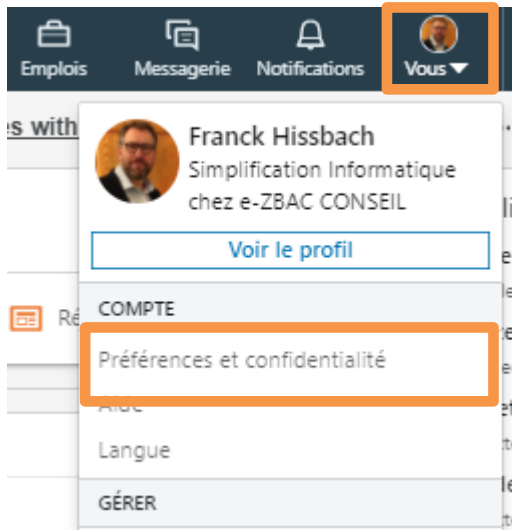 Emplois Messagerie Notifications Vous
es with
Franck Hissbach
Simplification Informatique
chez e-ZBAC CONSEIL
Voir le profil
COMPTE
Ré
Préférences et confidentialité
Aide
Langue
GÉRER